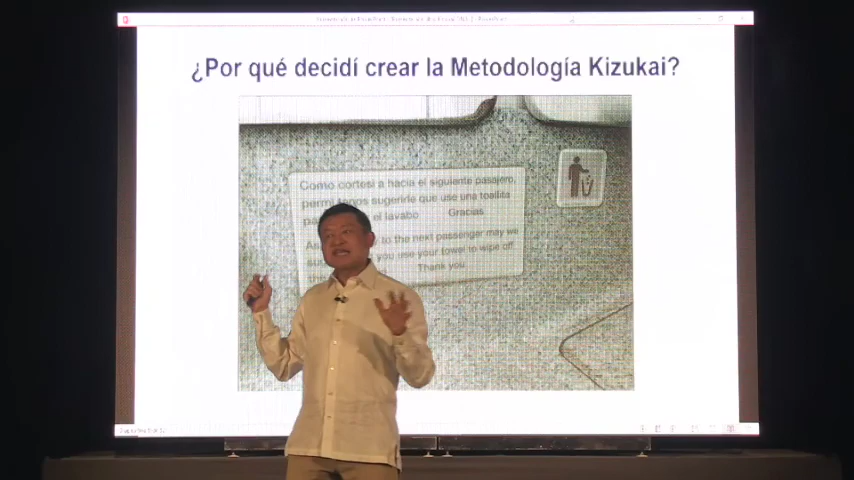 ¿Por qué decidí crear la Metodología Kizukai?
Como cortesía hacia el siguiente pasajero,
sugerirle que use una toallita
el lavabo Gracias
to the next passenger may we
you use your towel to wipe off
Thank you